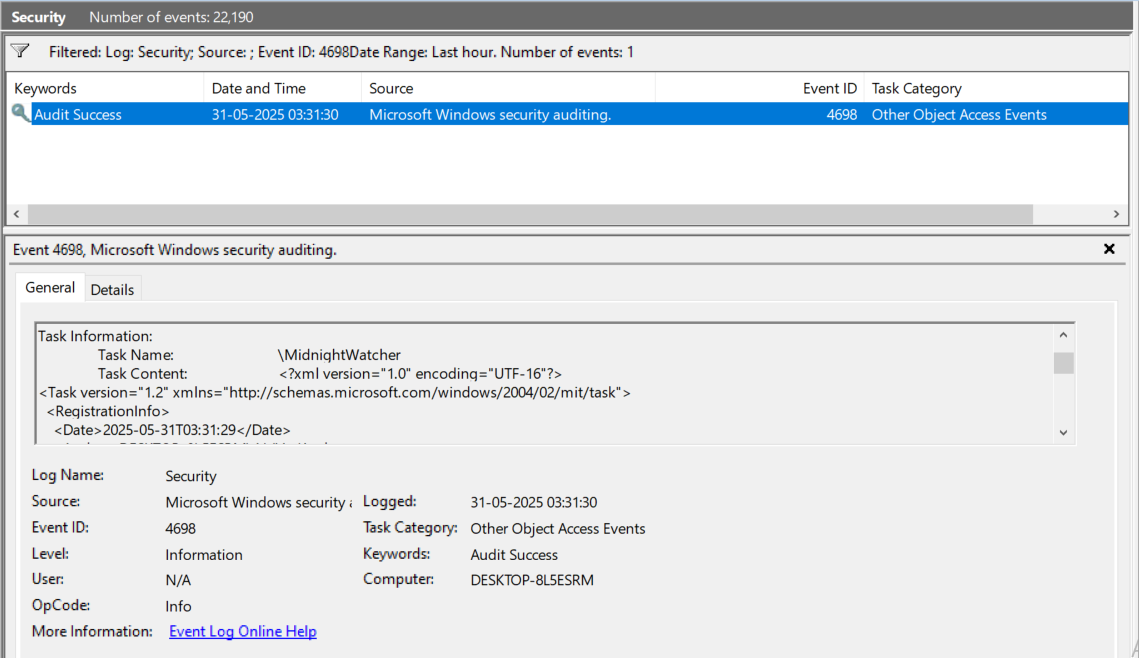 Security Number of events: 22,190
Filtered: Log: Security; Source: ; Event ID: 4698Date Range: Last hour. Number of events: 1
Keywords Date and Time Source Event ID Task Category
Audit Success 31-05-2025 03:31:30 Microsoft Windows security auditing. 4698 Other Object Access Events
Event 4698, Microsoft Windows security auditing.
General Details
Task Information:
Task Name: \MidnightWatcher
Task Content: <?xml version="1.0" encoding="UTF-16"?>
<Task version="1.2" xmlns="http://schemas.microsoft.com/windows/2004/02/mit/task">
<RegistrationInfo>
<Date>2025-05-31T03:31:29</Date>
Log Name: Security
Source: Microsoft Windows security Logged: 31-05-2025 03:31:30
Event ID: 4698 Task Category: Other Object Access Events
Level: Information Keywords: Audit Success
User: N/A Computer: DESKTOP-8L5ESRM
OpCode: Info
More Information: Event Log Online Help